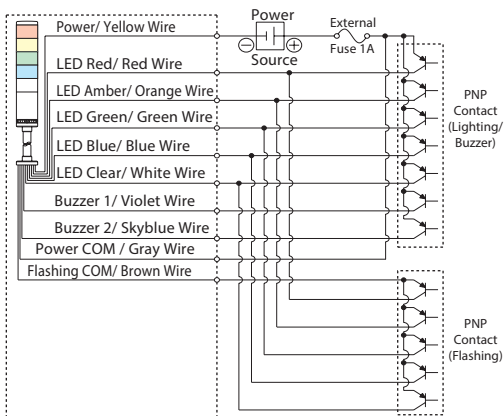 Power
External
Power/ Yellow Wire
Fuse 1A
Source
LED Red/ Red Wire
LED Amber/ Orange Wire
PNP
Contact
(Lighting/
Buzzer)
LED Green/ Green Wire
LED Blue/ Blue Wire
LED Clear/ White Wire
Buzzer 1/ Violet Wire
Buzzer 2/ Skyblue Wire
Power COM / Gray Wire
Flashing COM/ Brown Wire
PNP
Contact
(Flashing)